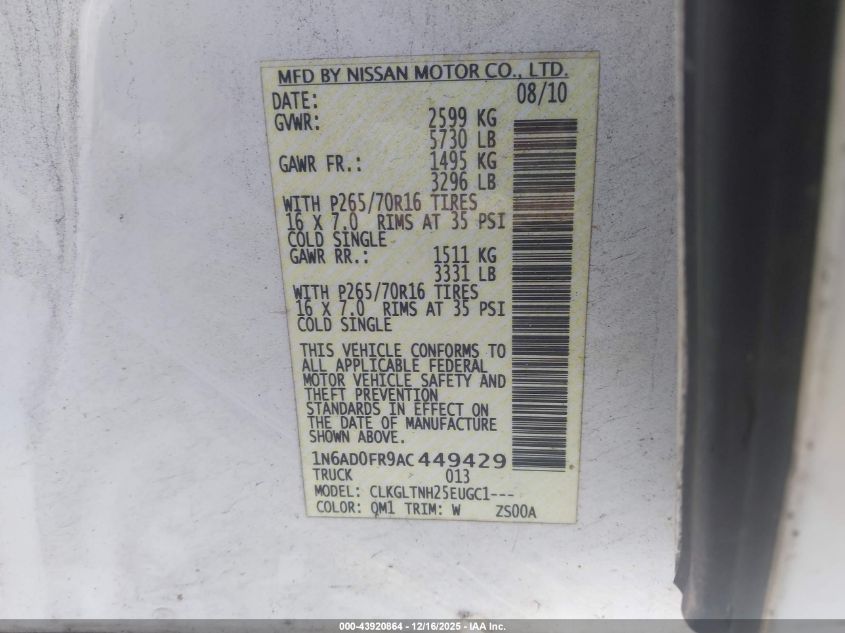 MFD BY NISSAN MOTOR CO., LTD.
DATE: 08/10
GVWR: 2599 KG
5730 LB
GAWR FR.: 1495 KG
3296 LB
WITH P265/70R16 TIRES
16 X 7.0 RIMS AT 35 PSI
COLD SINGLE
GAWR RR.: 1511 KG
3331 LB
WITH P265/70R16 TIRES
16 X 7.0 RIMS AT 35 PSI
COLD SINGLE
THIS VEHICLE CONFORMS TO
ALL APPLICABLE FEDERAL
MOTOR VEHICLE SAFETY AND
THEFT PREVENTION
STANDARDS IN EFFECT ON
THE DATE OF MANUFACTURE
SHOWN ABOVE.
1N6AD0FR9AC449429
TRUCK 013
MODEL: CLKGLTNH25EUGC1---
COLOR: QM1 TRIM: W ZS00A
000-43920864 – 12/16/2025 – IAA Inc.